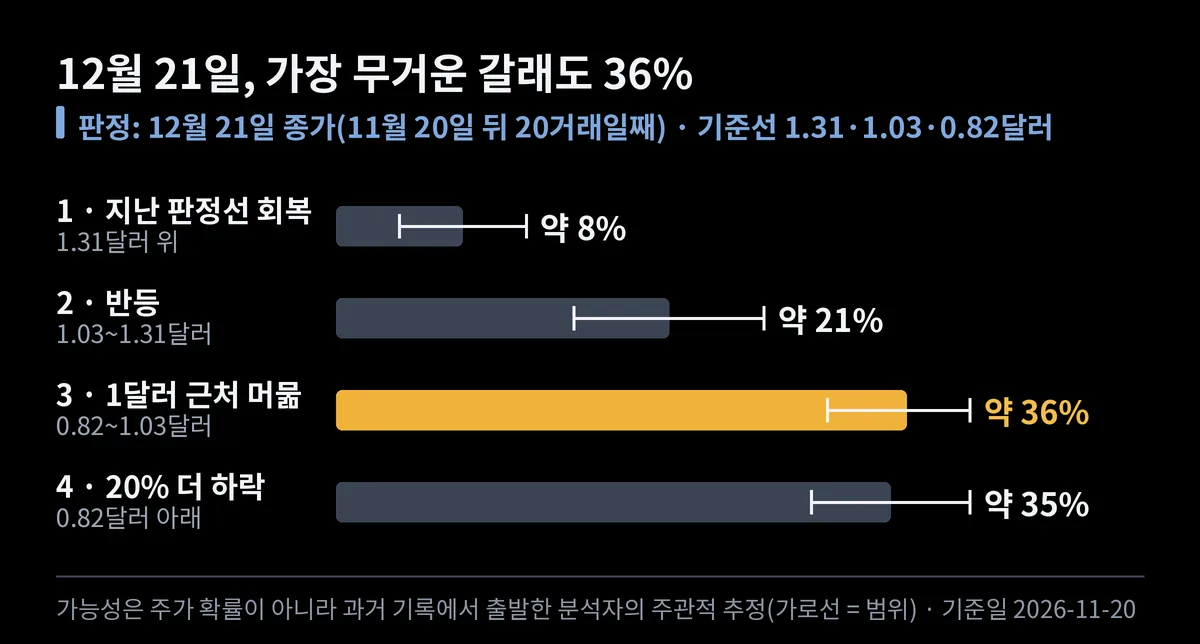 12월 21일, 가장 무거운 갈래도 36%
판정: 12월 21일 종가(11월 20일 뒤 20거래일째) · 기준선 1.31·1.03·0.82달러
1 · 지난 판정선 회복
1.31달러 위
약 8%
2 · 반등
1.03~1.31달러
약 21%
3 · 1달러 근처 머묾
0.82~1.03달러
약 36%
4 · 20% 더 하락
0.82달러 아래
약 35%
가능성은 주가 확률이 아니라 과거 기록에서 출발한 분석자의 주관적 추정(가로선 = 범위) · 기준일 2026-11-20